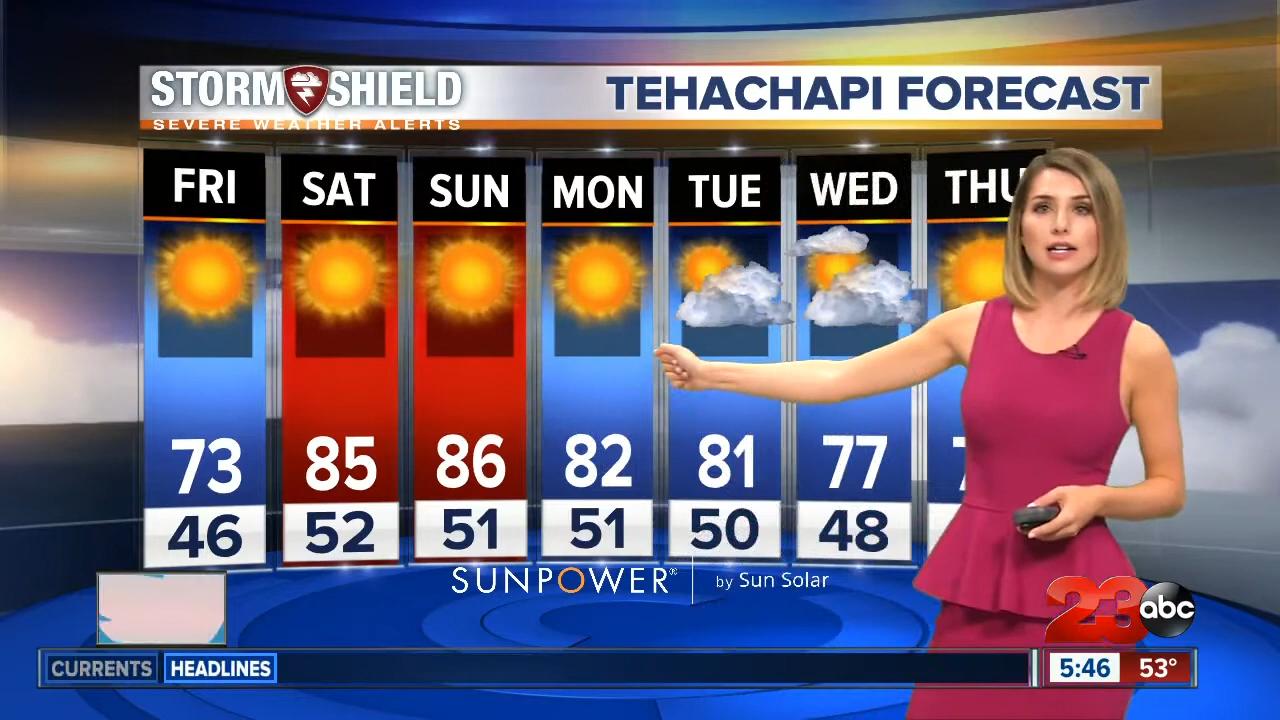 STORM SHIELD
SEVERE WEATHER ALERTS
TEHACHAPI FORECAST
FRI SAT SUN MON TUE WED THU
73 85 86 82 81 77
46 52 51 51 50 48
SUNPOWER® by Sun Solar
23 abc
CURRENTS HEADLINES
5:46 53°